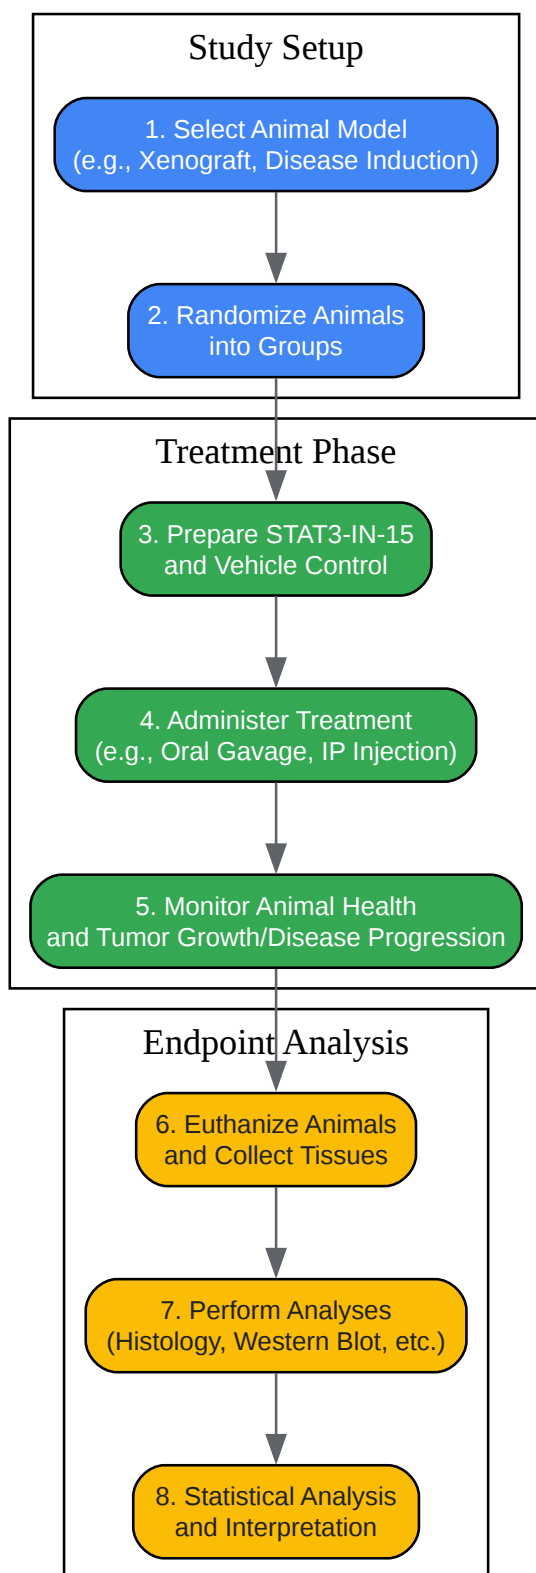 Study Setup
1. Select Animal Model
(e.g., Xenograft, Disease Induction)
2. Randomize Animals
into Groups
Treatment Phase
3. Prepare STAT3-IN-15
and Vehicle Control
4. Administer Treatment
(e.g., Oral Gavage, IP Injection)
5. Monitor Animal Health
and Tumor Growth/Disease Progression
Endpoint Analysis
6. Euthanize Animals
and Collect Tissues
7. Perform Analyses
(Histology, Western Blot, etc.)
8. Statistical Analysis
and Interpretation